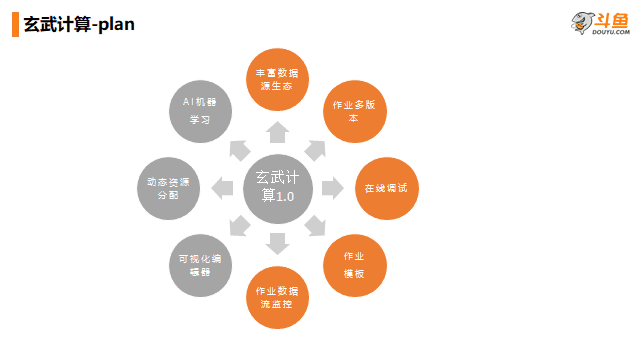 玄武计算-plan
斗鱼
DOUYU.COM
丰富数据
源生态
作业多版
本
在线调试
作业
模板
作业数据
流监控
可视化编
辑器
动态资源
分配
AI机器
学习
玄武计
算1.0